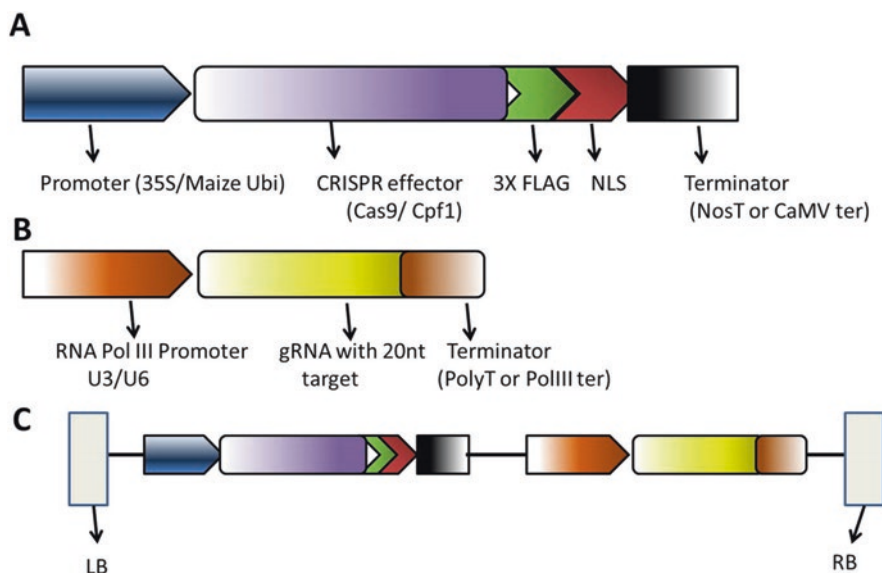 A
Promoter (35S/Maize Ubi)
CRISPR effector
(Cas9/ Cpf1)
3X FLAG
NLS
Terminator
(NosT or CaMV ter)
B
RNA Pol III Promoter
U3/U6
gRNA with 20nt
target
Terminator
(PolyT or PolIII ter)
C
LB
RB